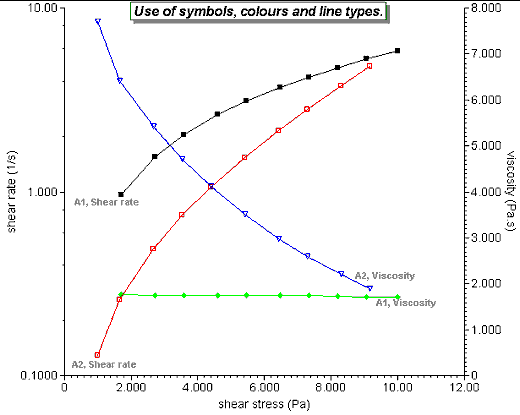 Use of symbols, colours and line types.
10.00
1.000
0.1000
shear rate (1/s)
8.000
7.000
6.000
5.000
4.000
3.000
2.000
1.000
0
viscosity (Pa.s)
A1, Shear rate
A2, Viscosity
A1, Viscosity
A2, Shear rate
0
2.000
4.000
6.000
8.000
10.00
12.00
shear stress (Pa)